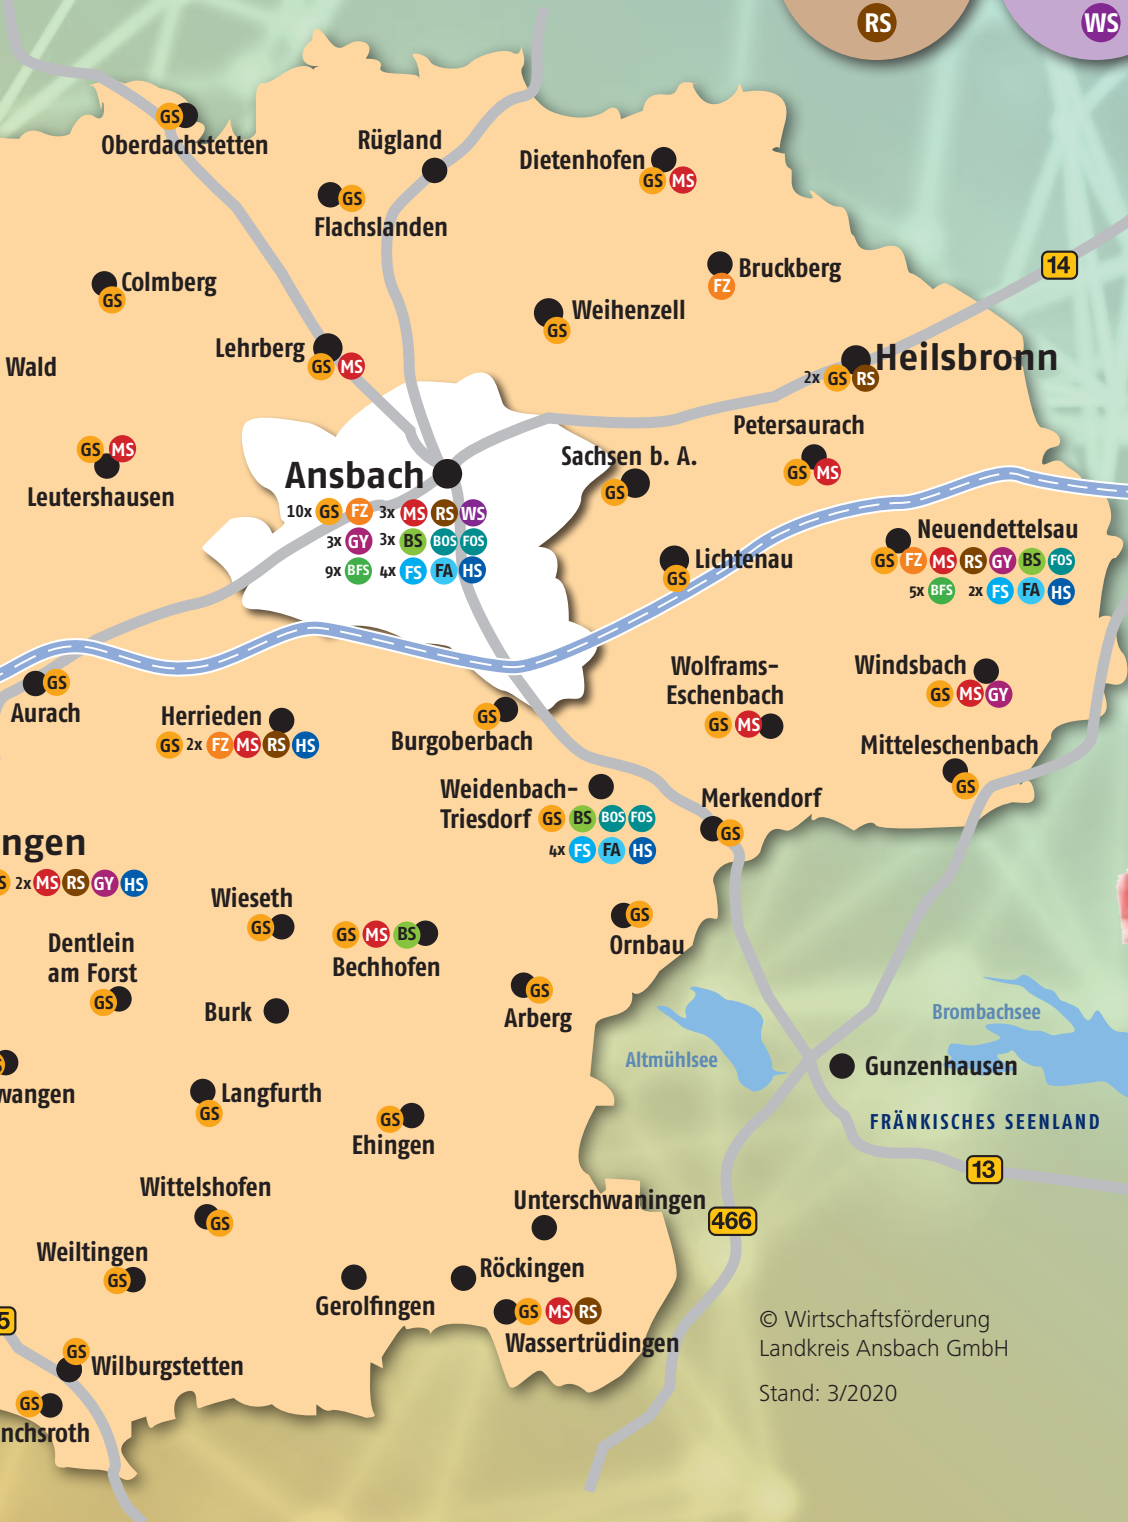 RS
WS
GS
Oberdachstetten
Rügland
Dietenhofen
GS MS
GS
Flachslanden
14
Colmberg
GS
Bruckberg
FZ
Weihenzell
GS
Lehrberg
GS MS
Wald
Heilsbronn
2x GS RS
Petersaurach
GS MS
GS MS
Leutershausen
Sachsen b. A.
GS
Ansbach
10x GS FZ 3x MS RS WS
3x GY 3x BS BOS FOS
9x BFS 4x FS FA HS
Neuendettelsau
GS FZ MS RS GY BS FOS
5x BFS 2x FS FA HS
Lichtenau
GS
GS
Aurach
Herrieden
GS 2x FZ MS RS HS
GS
Burgoberbach
Wolframs-
Eschenbach
GS MS
Windsbach
GS MS GY
Mitteleschenbach
GS
Weidenbach-
Triesdorf GS BS BOS FOS
4x FS FA HS
Merkendorf
GS
ngen
S 2x MS RS GY HS
Wieseth
GS
GS MS BS
Bechhofen
GS
Ornbau
Dentlein
am Forst
GS
Burk
GS
Arberg
Altmühlsee
Brombachsee
Gunzenhausen
wangen
Langfurth
GS
GS
Ehingen
FRÄNKISCHES SEENLAND
13
Wittelshofen
GS
Unterschwaningen
466
Weiltingen
GS
Röckingen
Gerolfingen
GS MS RS
Wassertrüdingen
5
GS
Wilburgstetten
GS
nchsroth
© Wirtschaftsförderung
Landkreis Ansbach GmbH
Stand: 3/2020